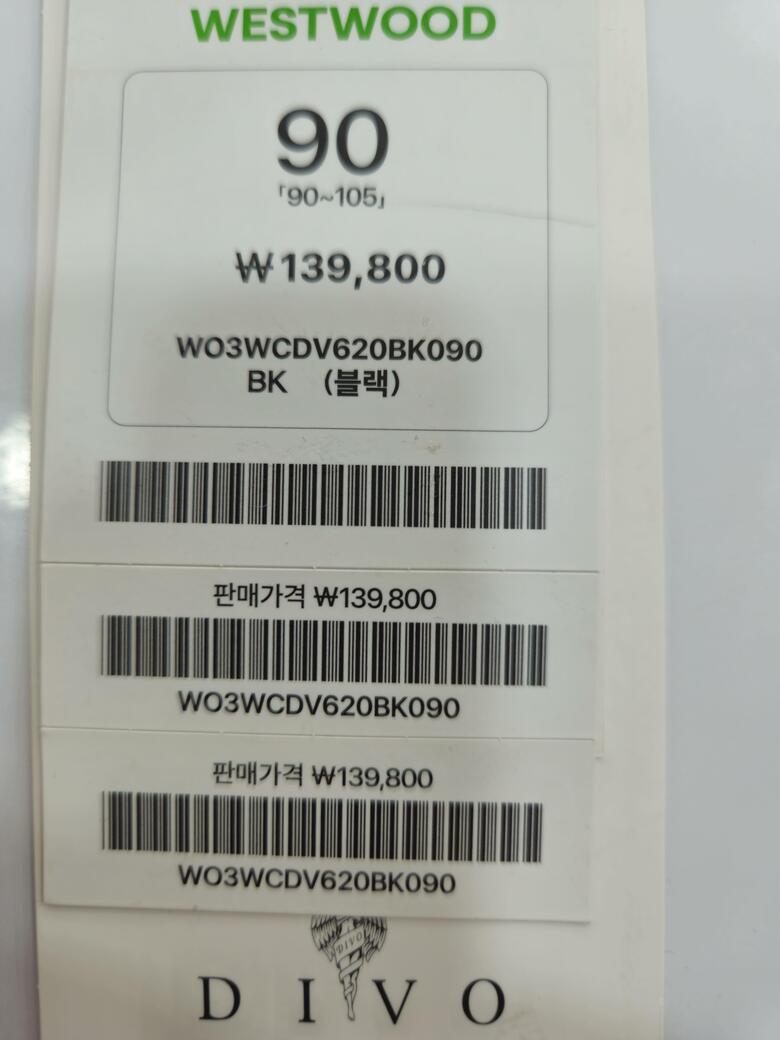 WESTWOOD
90
「90~105」
₩139,800
WO3WCDV620BK090
BK (블랙)
판매가격 ₩139,800
WO3WCDV620BK090
판매가격 ₩139,800
WO3WCDV620BK090
DIVO
D I V O